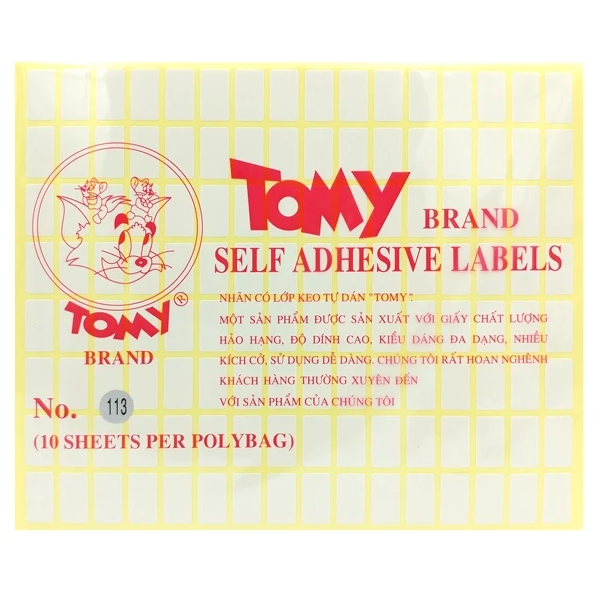 TOMY BRAND
SELF ADHESIVE LABELS
NHÃN CÓ LỚP KEO TỰ DÁN "TOMY".
MỘT SẢN PHẨM ĐƯỢC SẢN XUẤT VỚI GIẤY CHẤT LƯỢNG
HẢO HẠNG, ĐỘ DÍNH CAO, KIỂU DÁNG ĐA DẠNG, NHIỀU
KÍCH CỞ, SỬ DỤNG DỄ DÀNG. CHÚNG TÔI RẤT HOAN NGHÊNH
KHÁCH HÀNG THƯỜNG XUYÊN ĐẾN
VỚI SẢN PHẨM CỦA CHÚNG TÔI
TOMY®
BRAND
No. 113
(10 SHEETS PER POLYBAG)